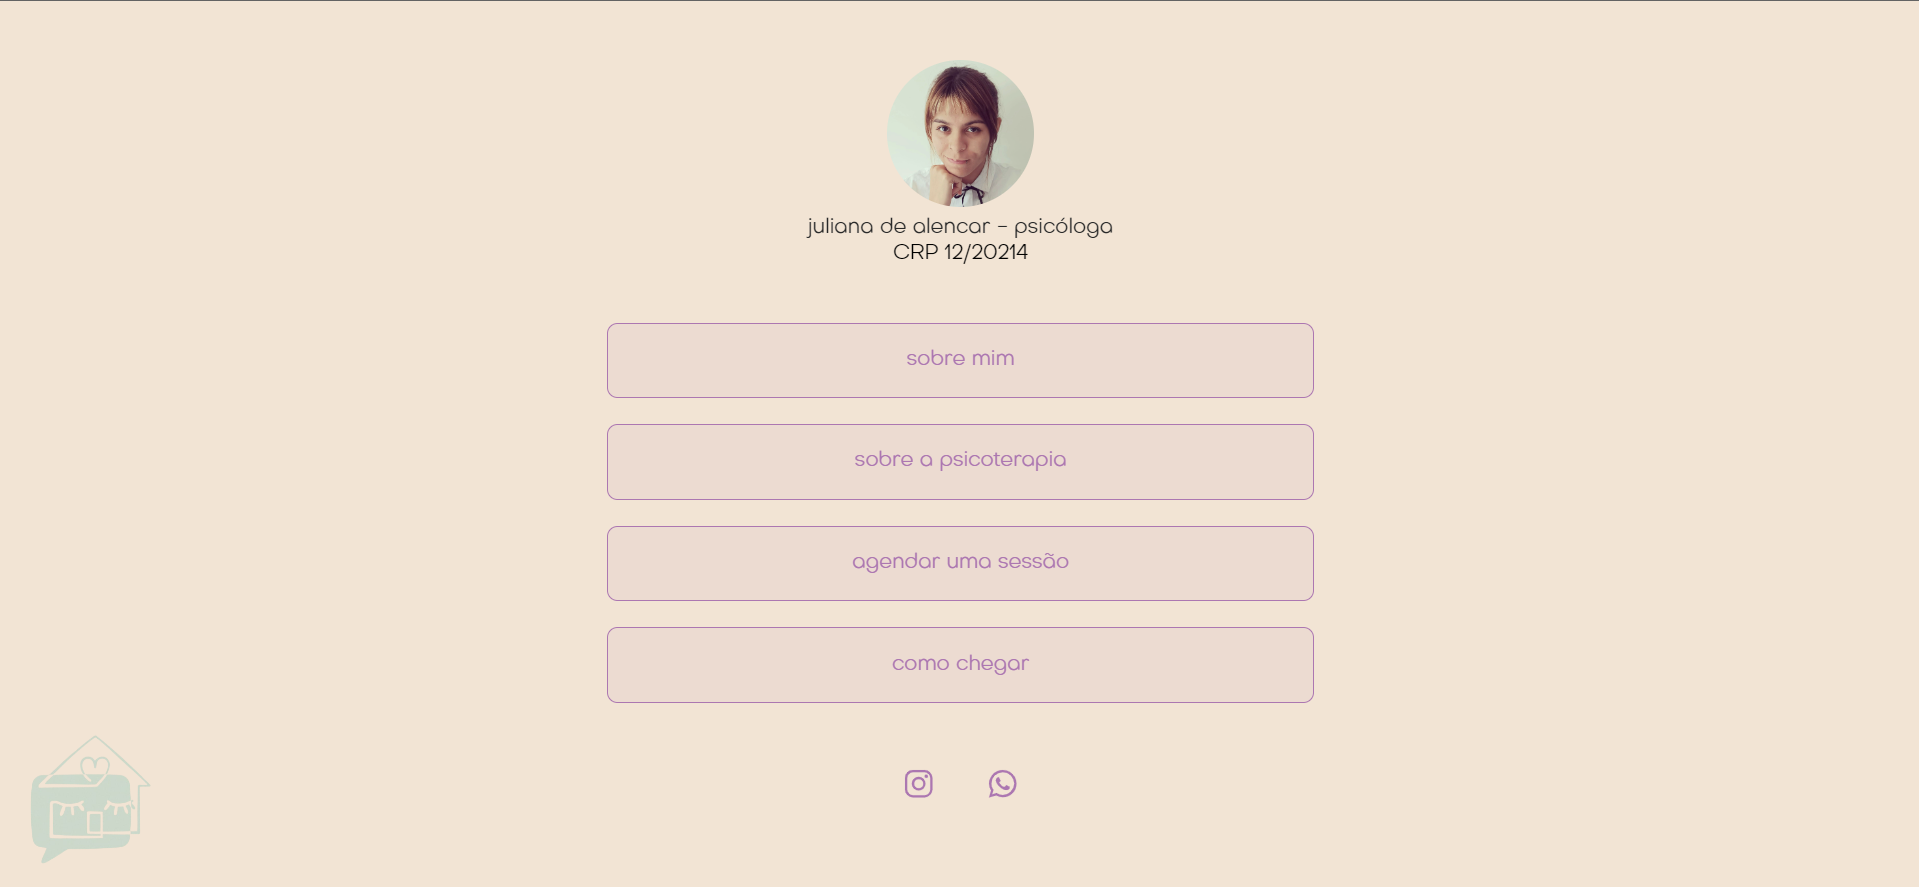 juliana de alencar - psicóloga
CRP 12/20214
sobre mim
sobre a psicoterapia
agendar uma sessão
como chegar